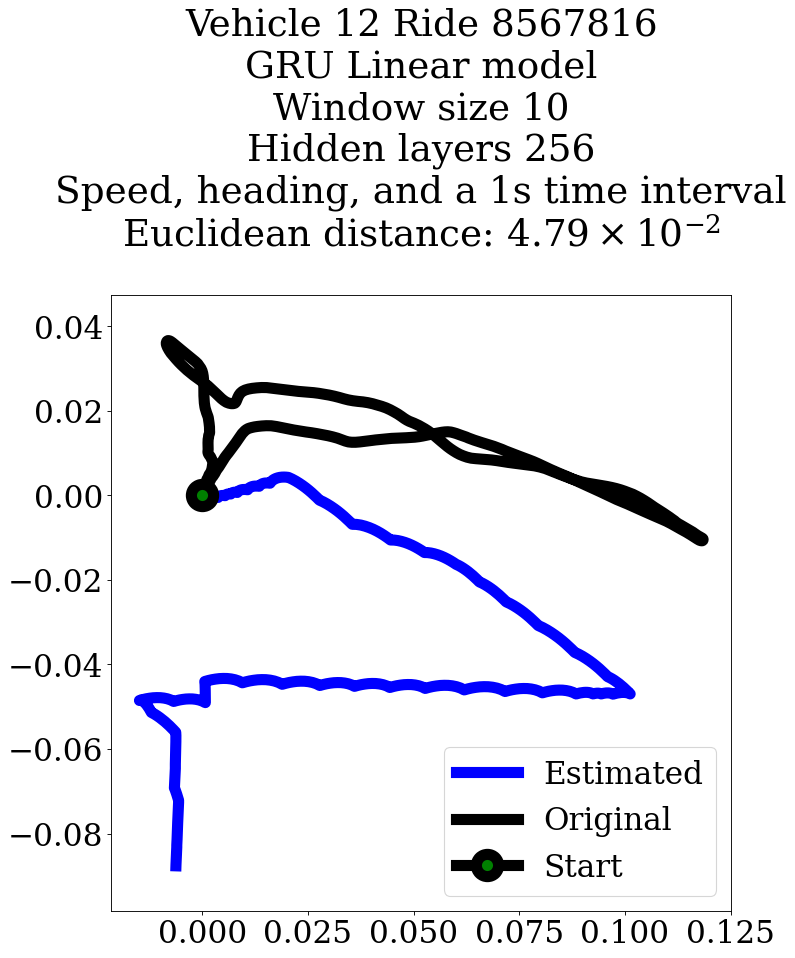 Vehicle 12 Ride 8567816
GRU Linear model
Window size 10
Hidden layers 256
Speed, heading, and a 1s time interval
Euclidean distance: 4.79 × 10⁻²
0.04
0.02
0.00
−0.02
−0.04
−0.06
−0.08
Estimated
Original
Start
0.000 0.025 0.050 0.075 0.100 0.125